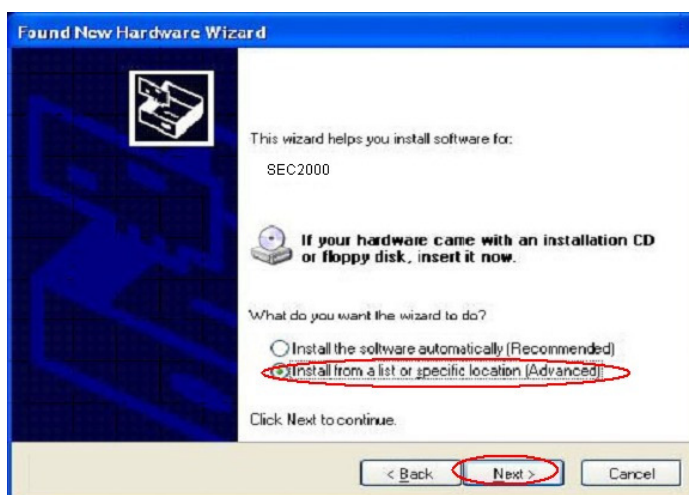 Found New Hardware Wizard
This wizard helps you install software for:
SEC2000
If your hardware came with an installation CD
or floppy disk, insert it now.
What do you want the wizard to do?
Install the software automatically (Recommended)
Install from a list or specific location (Advanced)
Click Next to continue.
< Back Next > Cancel